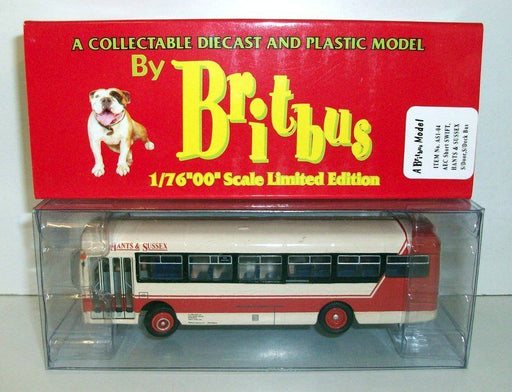 A COLLECTABLE DIECAST AND PLASTIC MODEL
By
Britbus
1/76"00" Scale Limited Edition
A Britbus Model
ITEM No. AS1-04
AEC Short SWIFT,
HANTS & SUSSEX
S/Door,S/Deck Bus
HANTS & SUSSEX